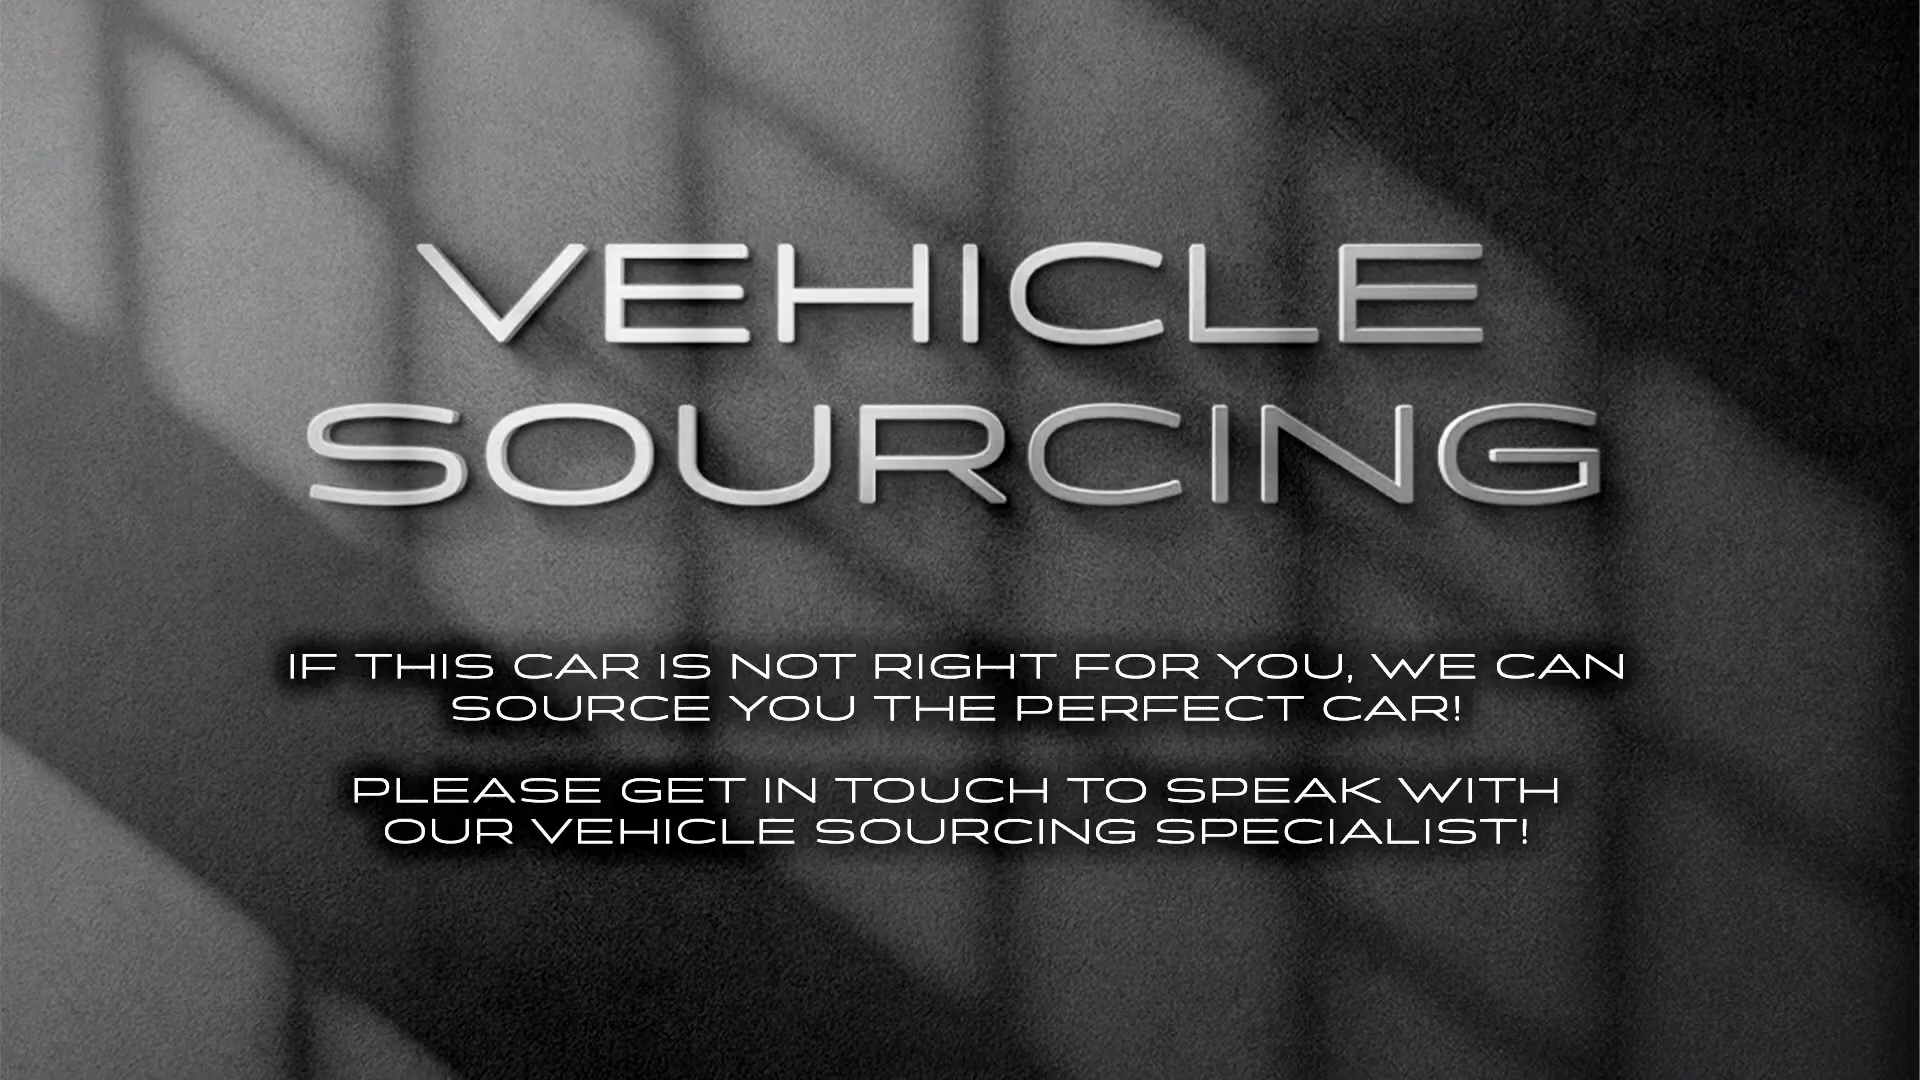 VEHICLE
SOURCING
IF THIS CAR IS NOT RIGHT FOR YOU, WE CAN
SOURCE YOU THE PERFECT CAR!
PLEASE GET IN TOUCH TO SPEAK WITH
OUR VEHICLE SOURCING SPECIALIST!